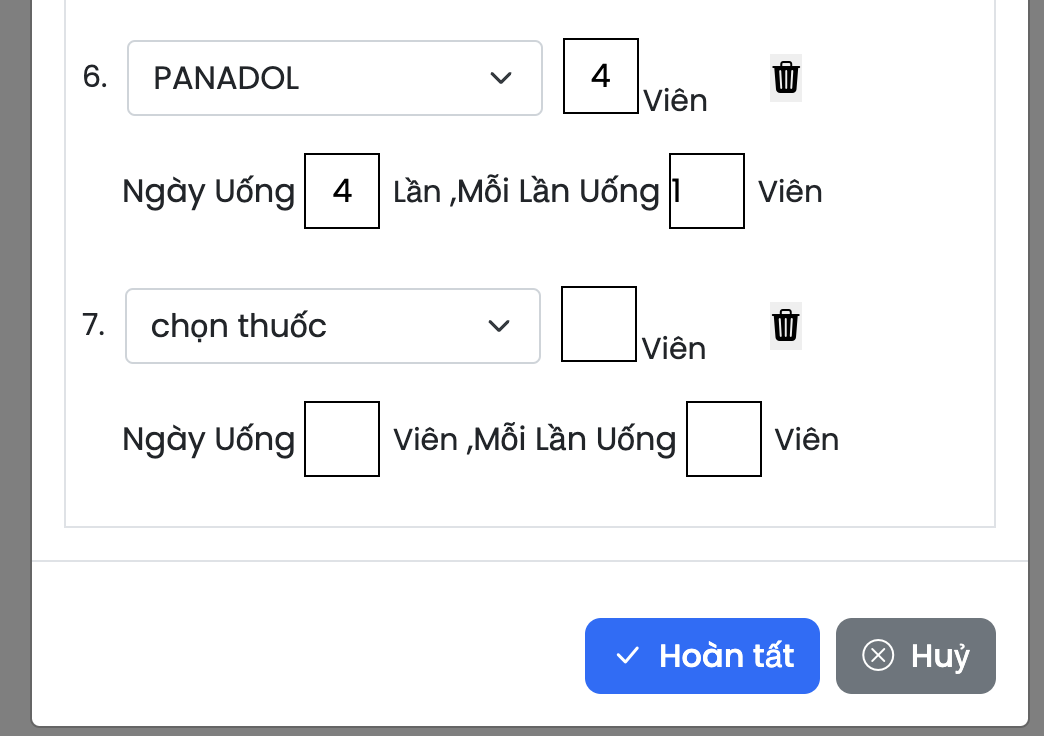 6. PANADOL 4 Viên
Ngày Uống 4 Lần ,Mỗi Lần Uống 1 Viên
7. chọn thuốc Viên
Ngày Uống Viên ,Mỗi Lần Uống Viên
Hoàn tất Huỷ